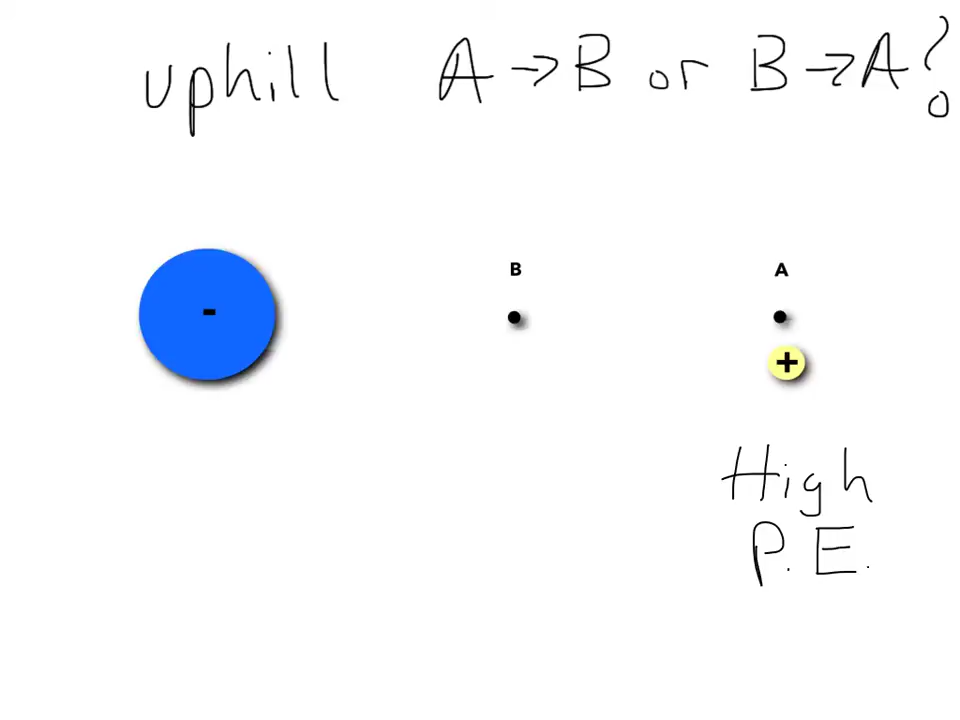 uphill A → B or B → A?
B A
-
+
High
P.E.